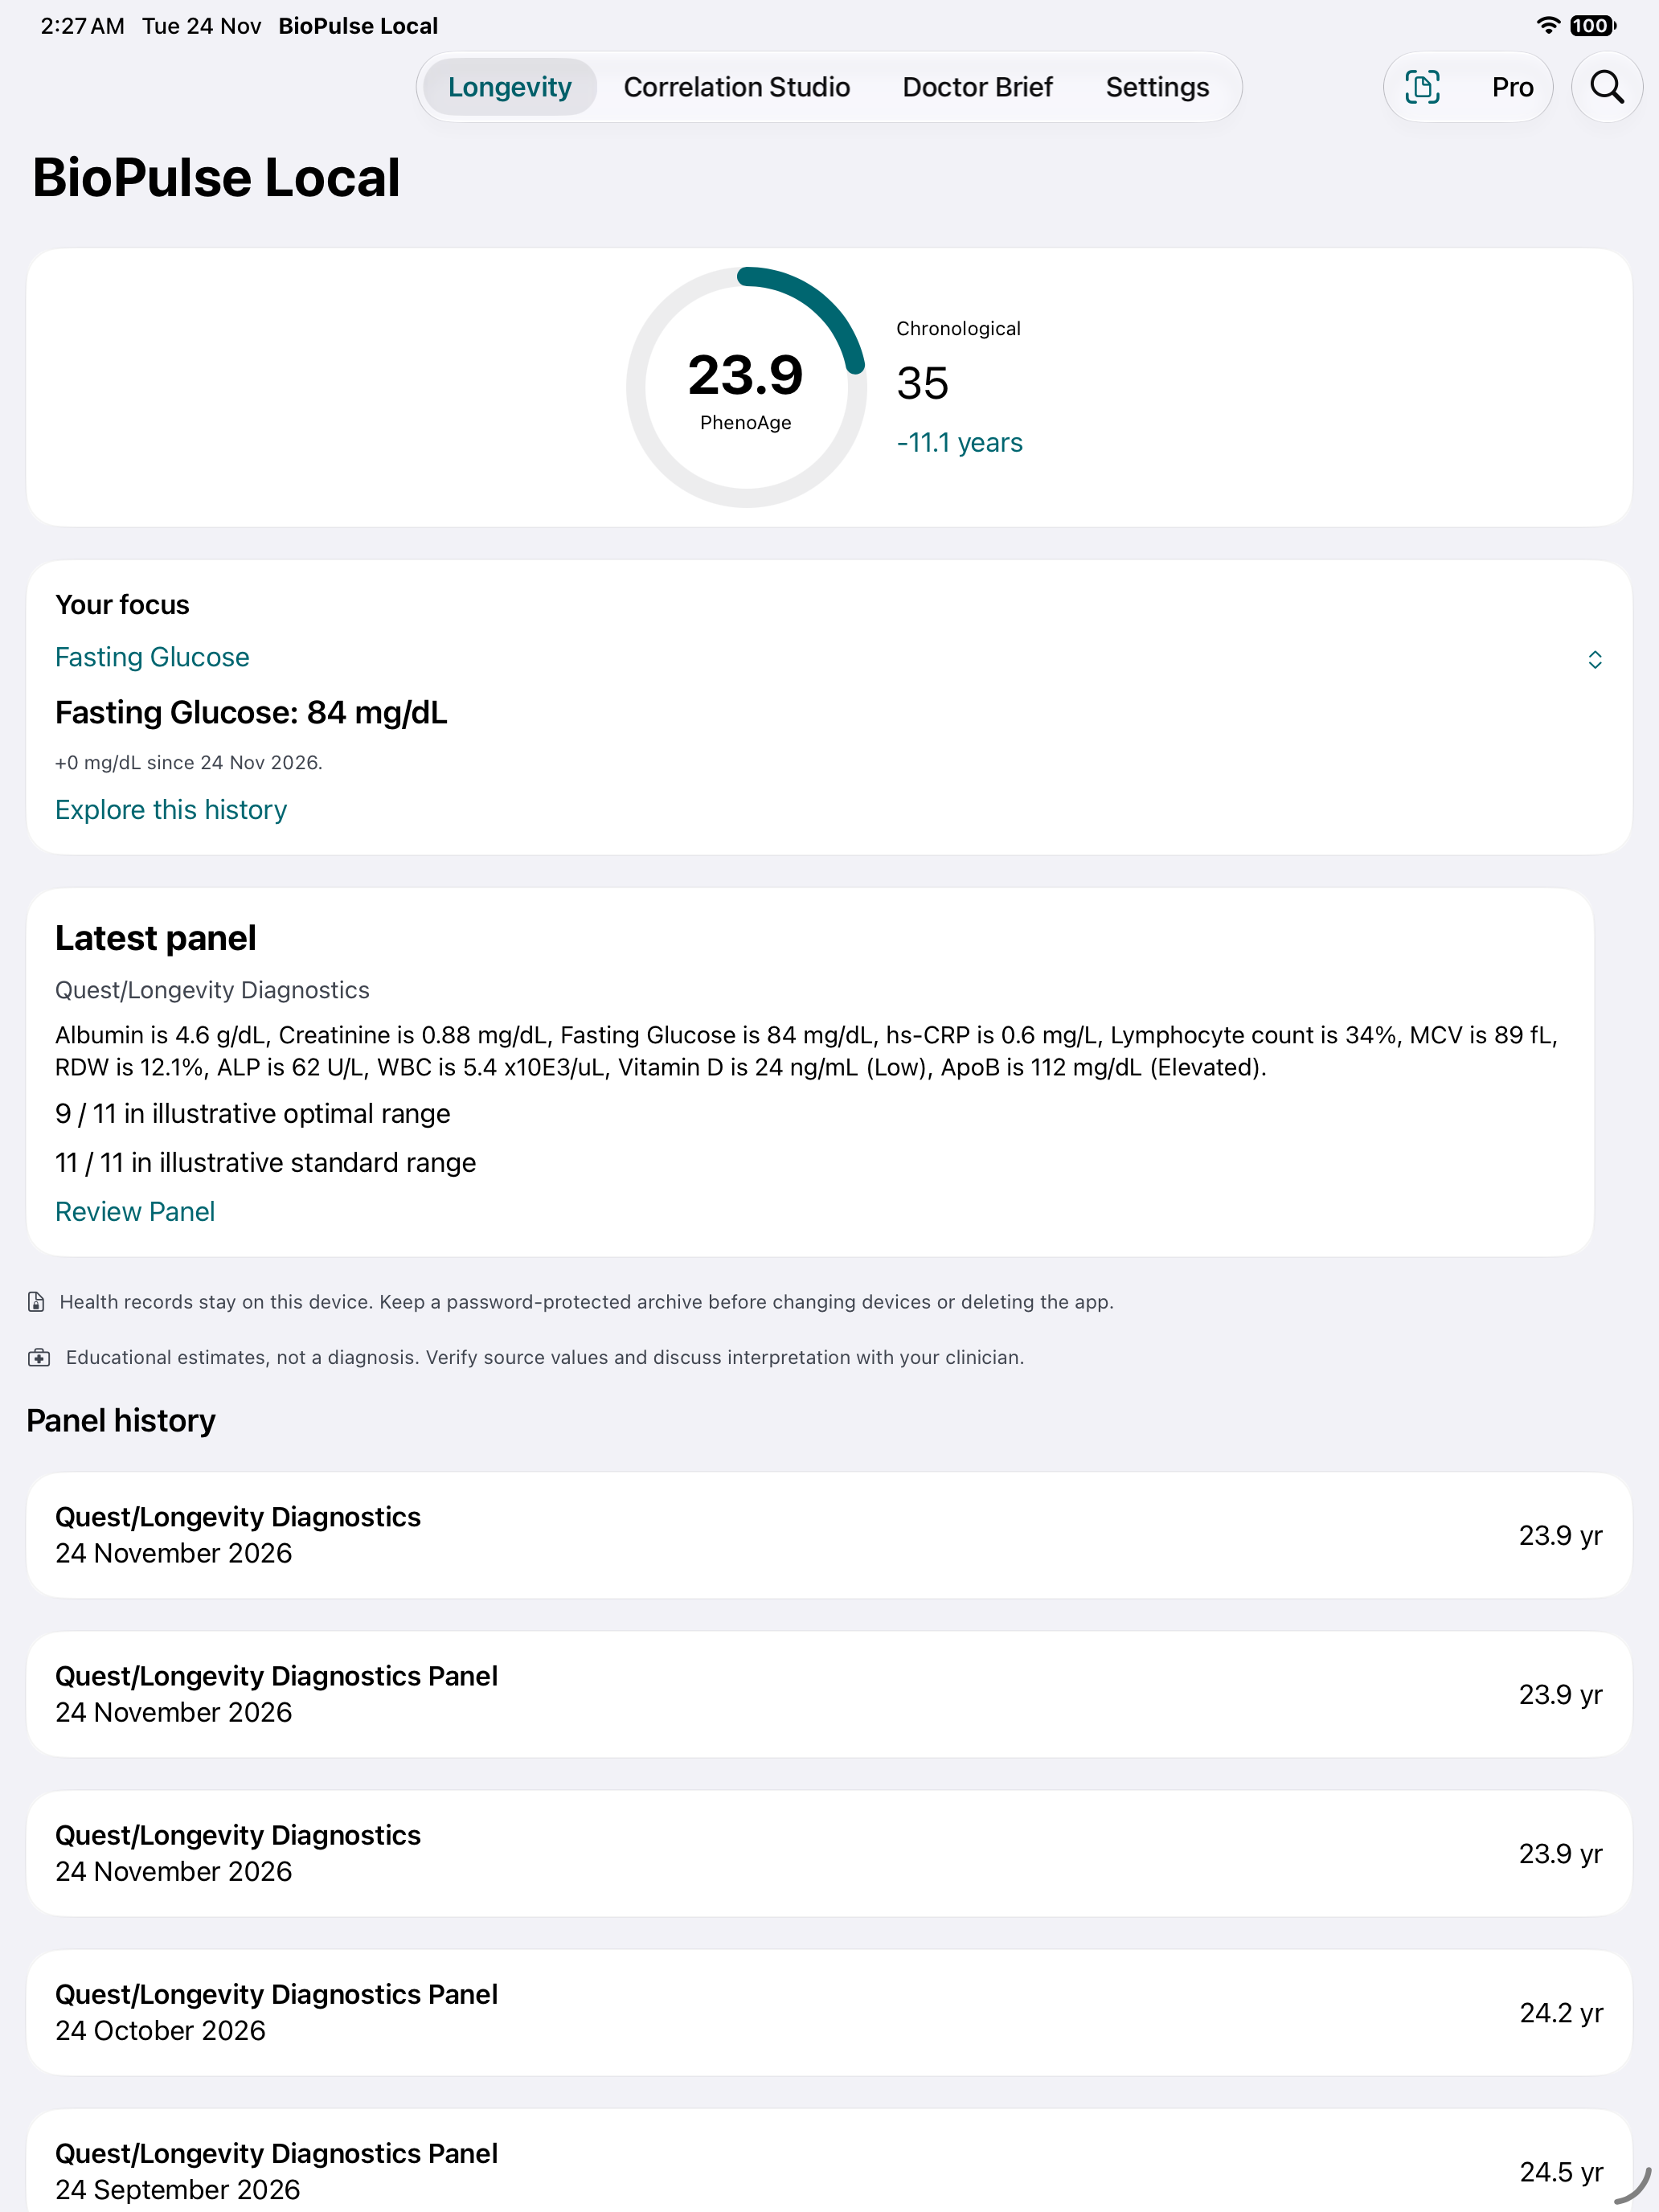 2:27 AM Tue 24 Nov BioPulse Local
100
Longevity Correlation Studio Doctor Brief Settings
Pro
BioPulse Local
23.9
PhenoAge
Chronological
35
-11.1 years
Your focus
Fasting Glucose
Fasting Glucose: 84 mg/dL
+0 mg/dL since 24 Nov 2026.
Explore this history
Latest panel
Quest/Longevity Diagnostics
Albumin is 4.6 g/dL, Creatinine is 0.88 mg/dL, Fasting Glucose is 84 mg/dL, hs-CRP is 0.6 mg/L, Lymphocyte count is 34%, MCV is 89 fL,
RDW is 12.1%, ALP is 62 U/L, WBC is 5.4 x10E3/uL, Vitamin D is 24 ng/mL (Low), ApoB is 112 mg/dL (Elevated).
9 / 11 in illustrative optimal range
11 / 11 in illustrative standard range
Review Panel
Health records stay on this device. Keep a password-protected archive before changing devices or deleting the app.
Educational estimates, not a diagnosis. Verify source values and discuss interpretation with your clinician.
Panel history
Quest/Longevity Diagnostics
24 November 2026
23.9 yr
Quest/Longevity Diagnostics Panel
24 November 2026
23.9 yr
Quest/Longevity Diagnostics
24 November 2026
23.9 yr
Quest/Longevity Diagnostics Panel
24 October 2026
24.2 yr
Quest/Longevity Diagnostics Panel
24 September 2026
24.5 yr